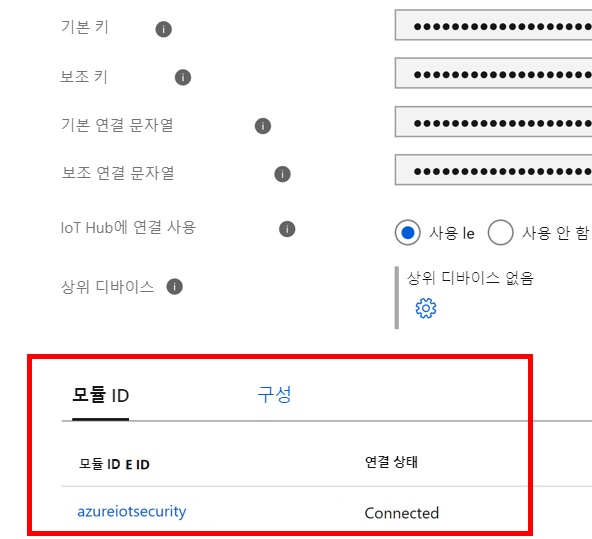 기본 키
보조 키
기본 연결 문자열
보조 연결 문자열
IoT Hub에 연결 사용
사용 le 사용 안 함
상위 디바이스
상위 디바이스 없음
모듈 ID 구성
모듈 ID E ID 연결 상태
azureiotsecurity Connected